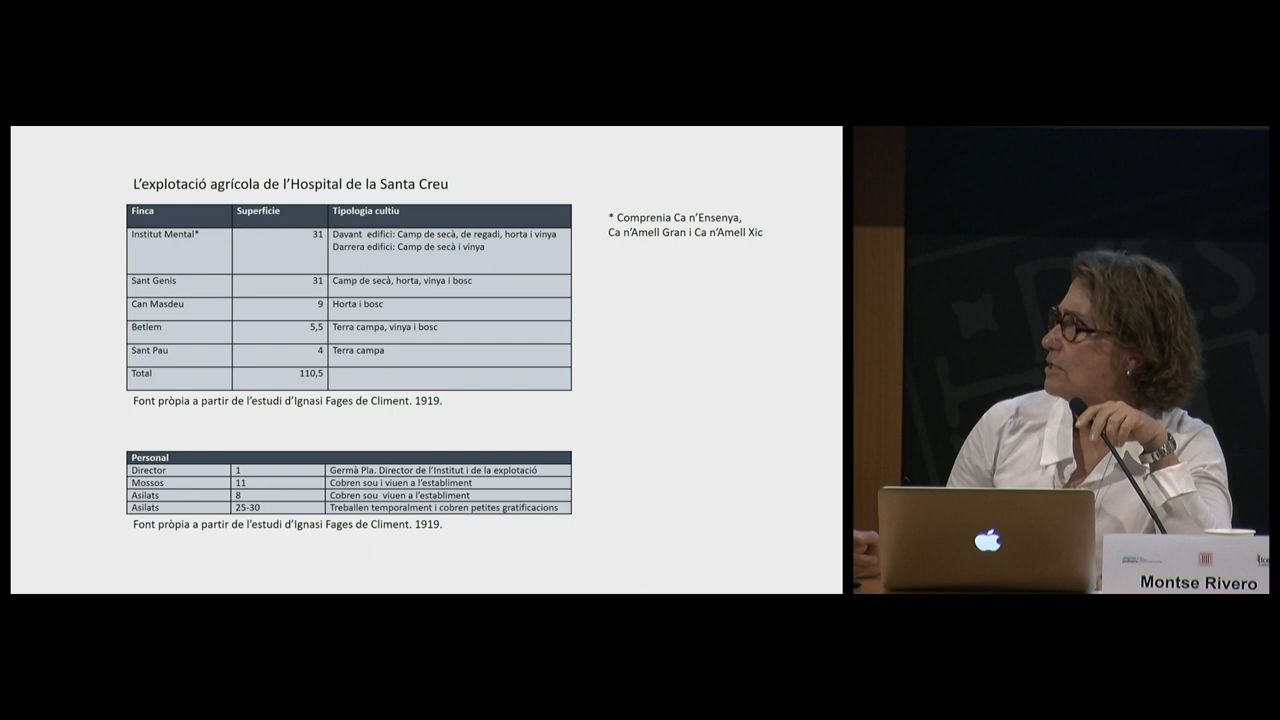 L'explotació agrícola de l'Hospital de la Santa Creu
Finca Superficie Tipologia cultiu
Institut Mental* 31 Davant edifici: Camp de secà, de regadi, horta i vinya
Darrera edifici: Camp de secà i vinya
Sant Genis 31 Camp de secà, horta, vinya i bosc
Can Masdeu 9 Horta i bosc
Betlem 5,5 Terra campa, vinya i bosc
Sant Pau 4 Terra campa
Total 110,5
Font pròpia a partir de l'estudi d'Ignasi Fages de Climent. 1919.
* Comprenia Ca n'Ensenya,
Ca n'Amell Gran i Ca n'Amell Xic
Personal
Director 1 Germà Pla. Director de l'Institut i de la explotació
Mossos 11 Cobren sou i viuen a l'establiment
Asilats 8 Cobren sou viuen a l'establiment
Asilats 25-30 Treballen temporalment i cobren petites gratificacions
Font pròpia a partir de l'estudi d'Ignasi Fages de Climent. 1919.
Montse Rivero